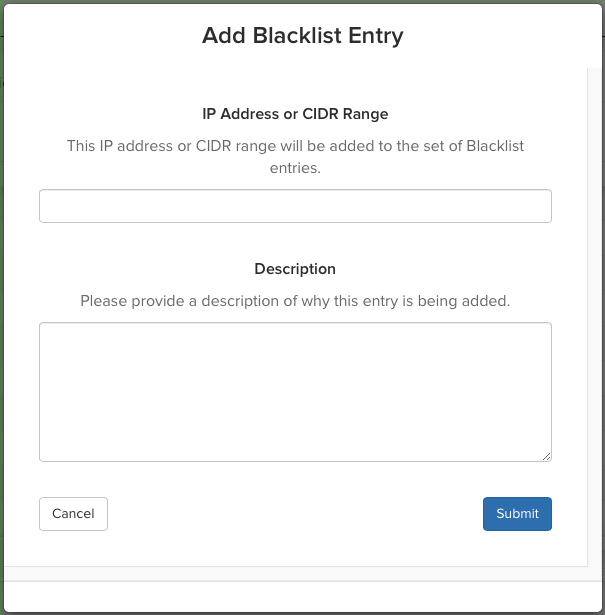 Add Blacklist Entry
IP Address or CIDR Range
This IP address or CIDR range will be added to the set of Blacklist
entries.
Description
Please provide a description of why this entry is being added.
Cancel
Submit